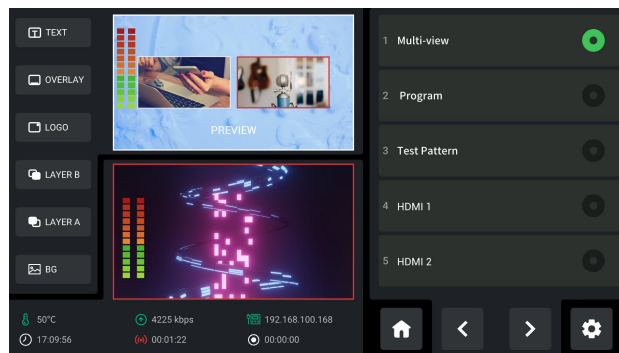 TEXT
OVERLAY
LOGO
LAYER B
LAYER A
BG
PREVIEW
50°C
4225 kbps
192.168.100.168
17:09:56
00:01:22
00:00:00
1 Multi-view
2 Program
3 Test Pattern
4 HDMI 1
5 HDMI 2